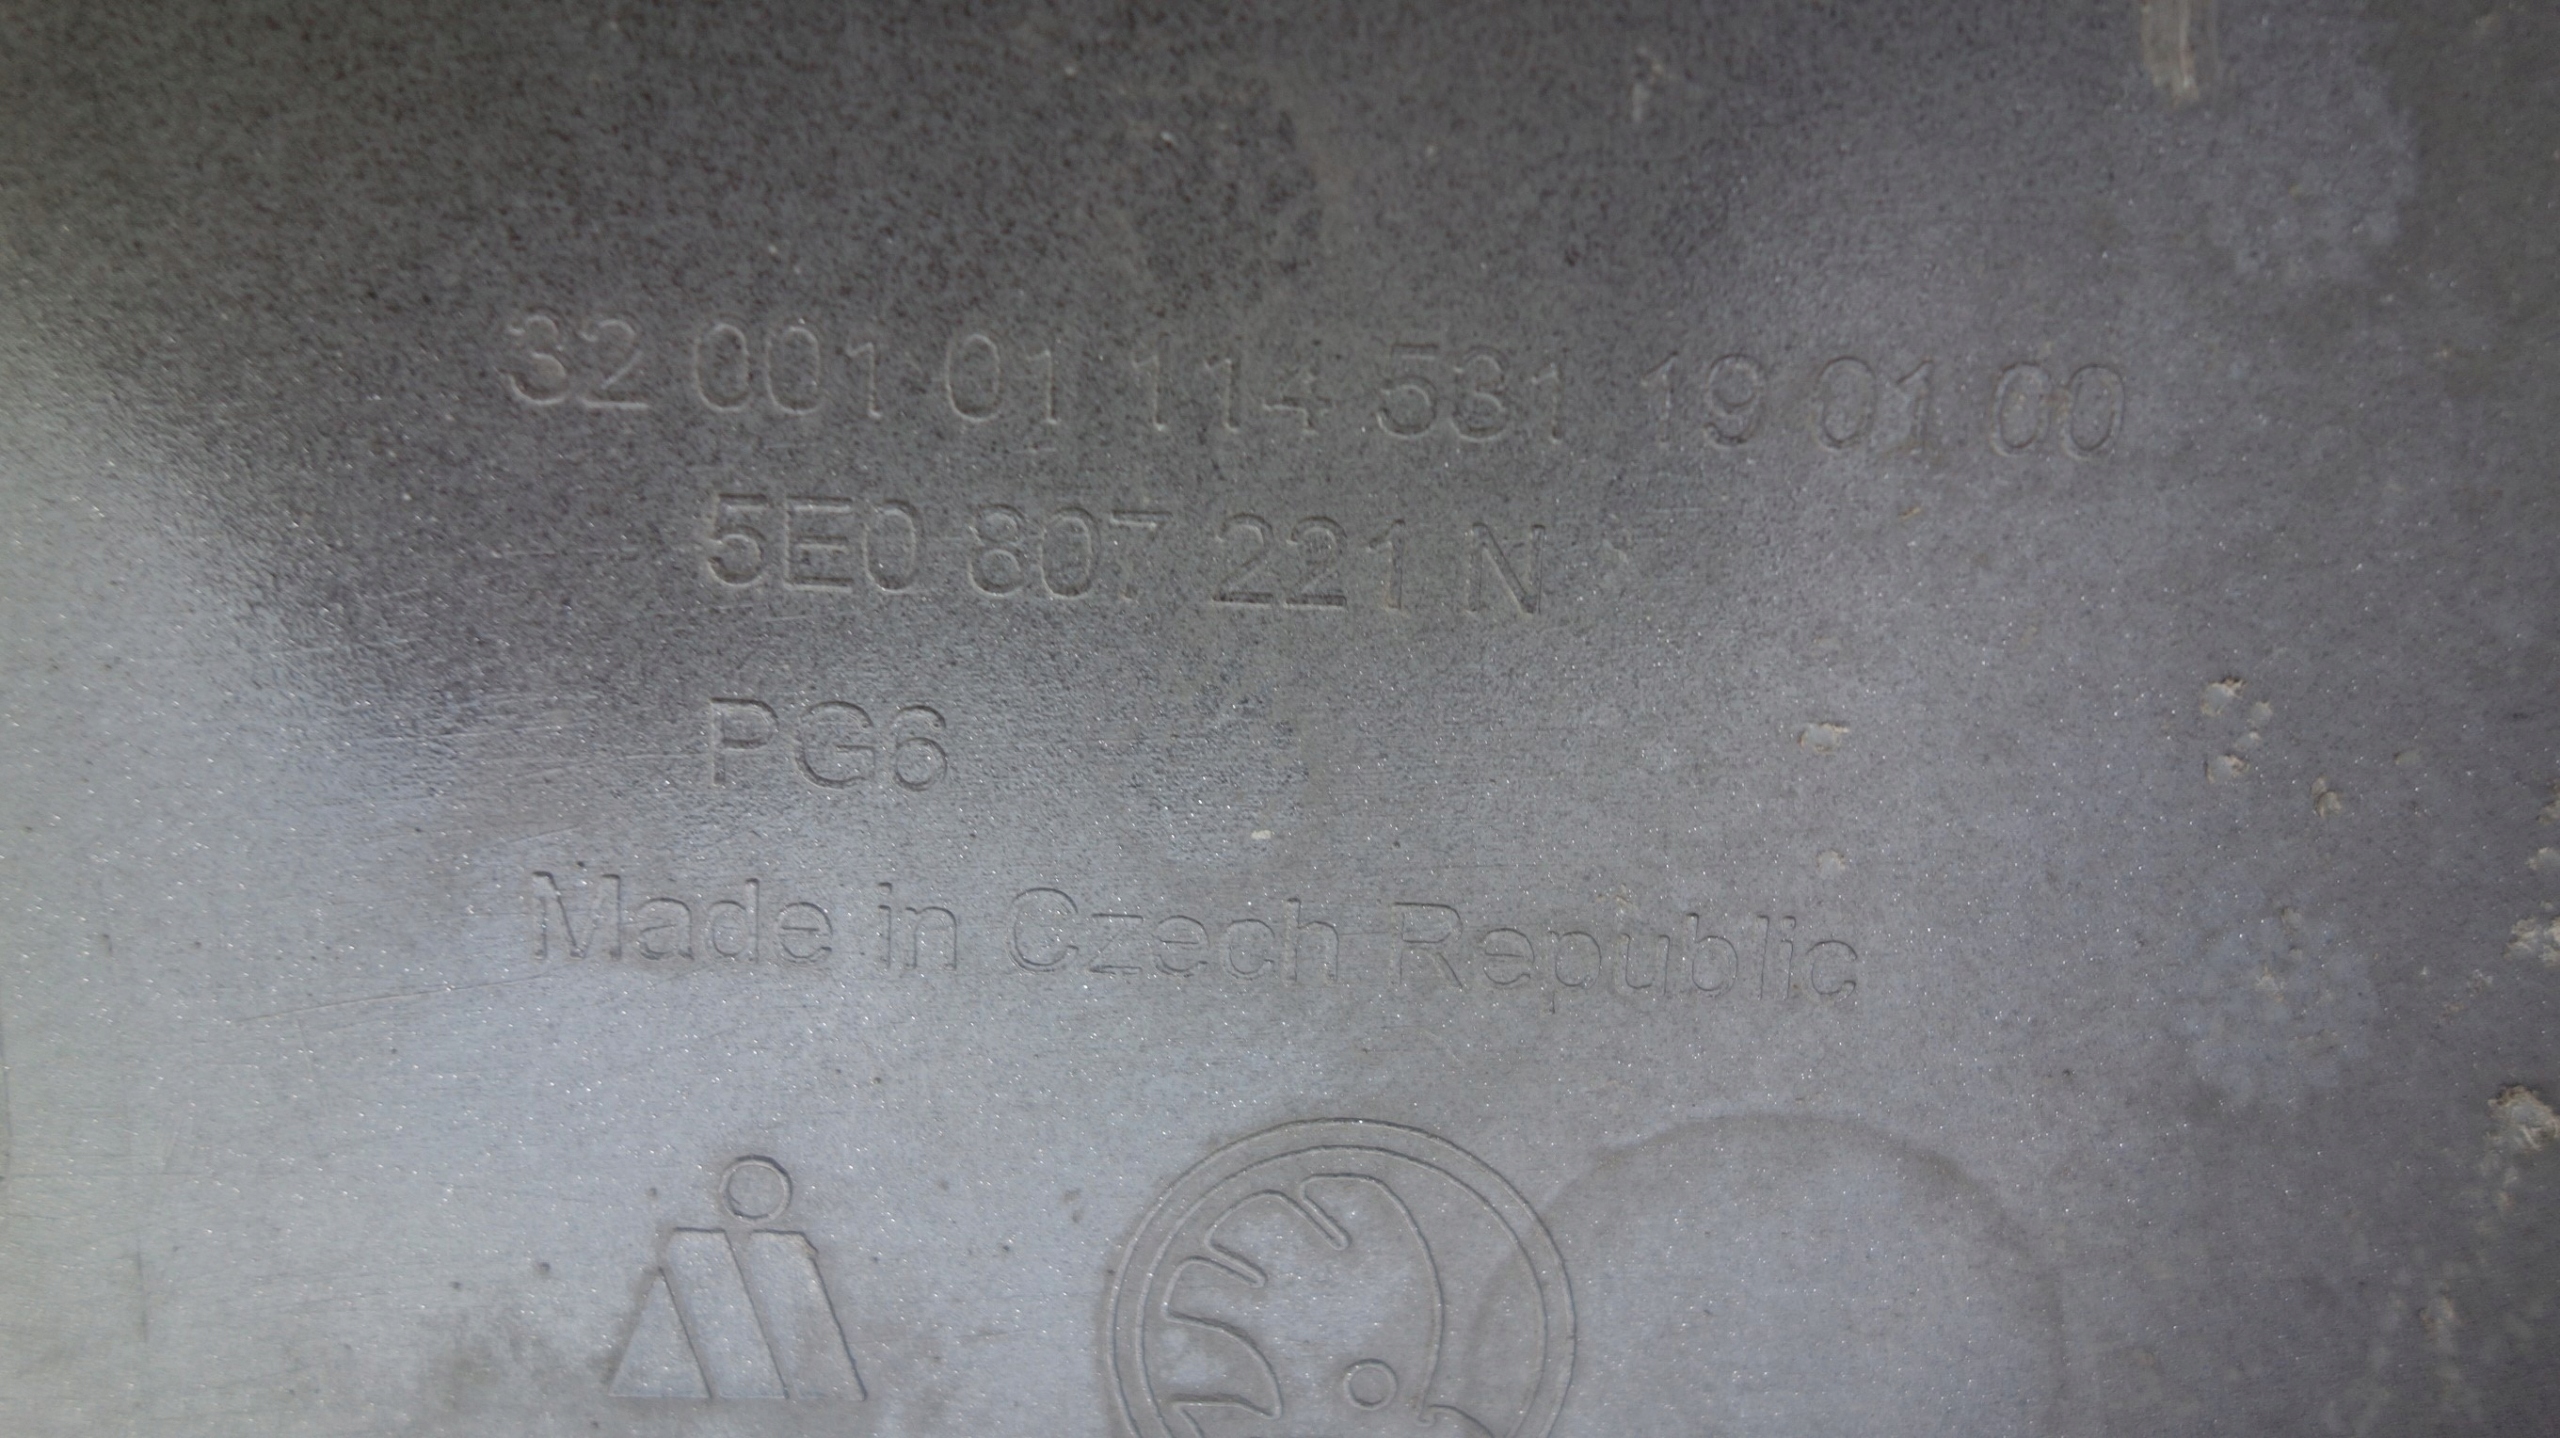 32 001 01 114 531 19 01 00
5E0 807 221 N
PG6
Made in Czech Republic